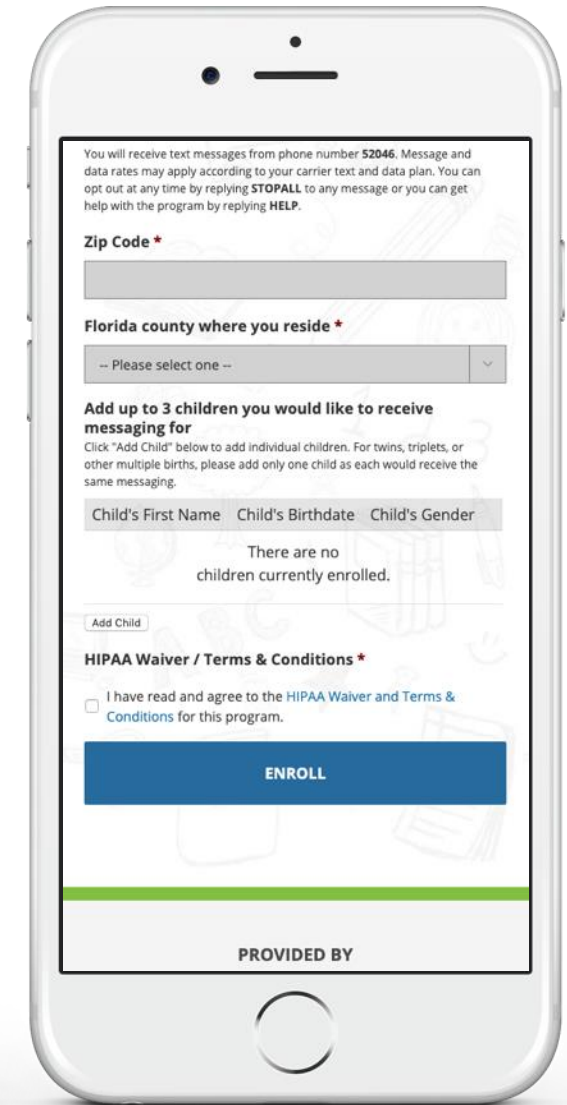 You will receive text messages from phone number 52046. Message and
data rates may apply according to your carrier text and data plan. You can
opt out at any time by replying STOPALL to any message or you can get
help with the program by replying HELP.
Zip Code *
Florida county where you reside *
-- Please select one --
Add up to 3 children you would like to receive
messaging for
Click "Add Child" below to add individual children. For twins, triplets, or
other multiple births, please add only one child as each would receive the
same messaging.
Child's First Name Child's Birthdate Child's Gender
There are no
children currently enrolled.
Add Child
HIPAA Waiver / Terms & Conditions *
I have read and agree to the HIPAA Waiver and Terms &
Conditions for this program.
ENROLL
PROVIDED BY